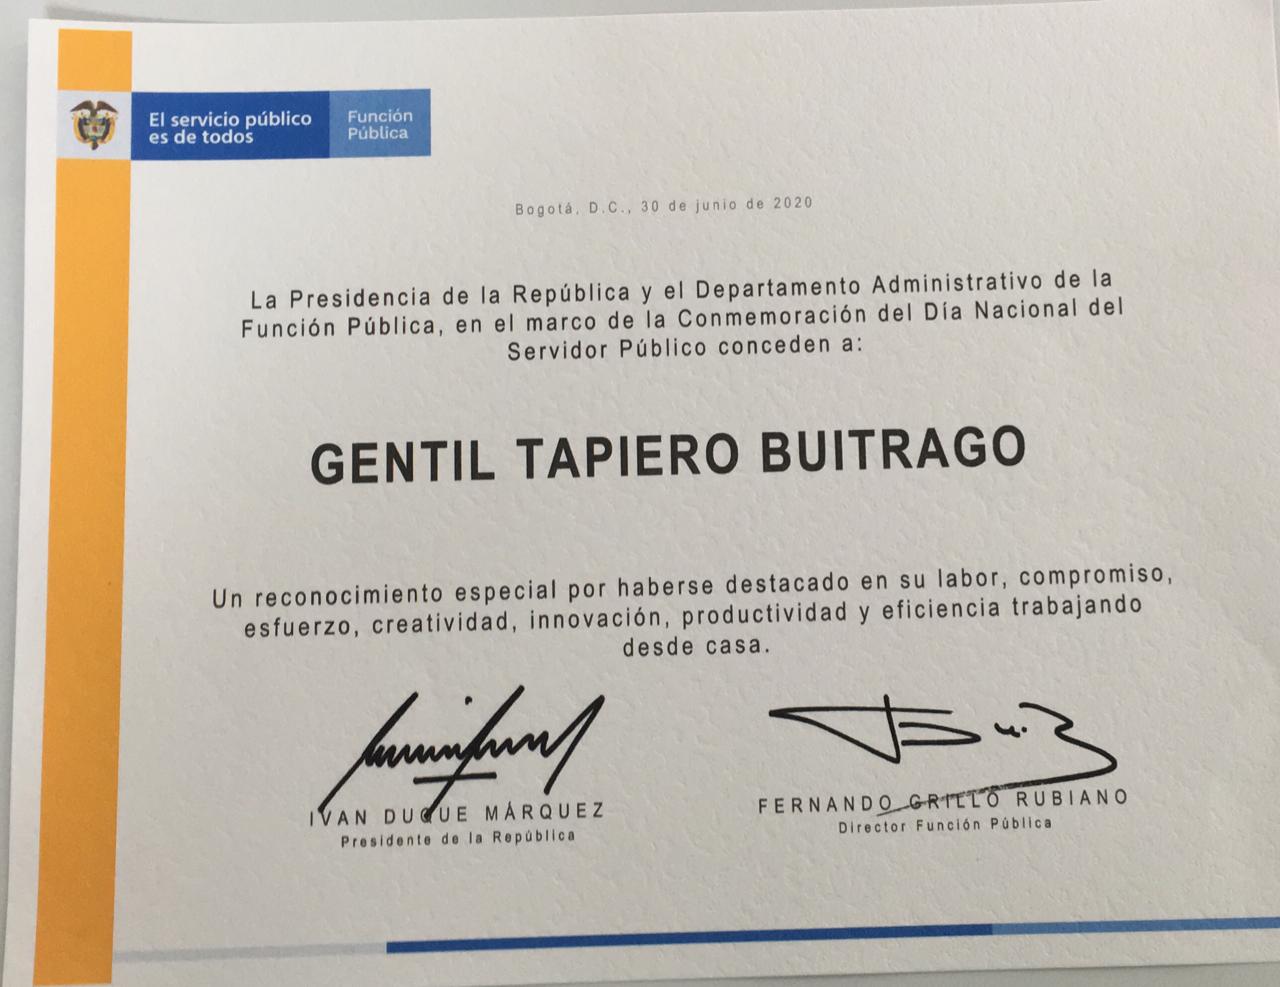 El servicio público
es de todos
Función
Pública
Bogotá, D.C., 30 de junio de 2020
La Presidencia de la República y el Departamento Administrativo de la
Función Pública, en el marco de la Conmemoración del Día Nacional del
Servidor Público conceden a:
GENTIL TAPIERO BUITRAGO
Un reconocimiento especial por haberse destacado en su labor, compromiso,
esfuerzo, creatividad, innovación, productividad y eficiencia trabajando
desde casa.
IVAN DUQUE MÁRQUEZ
Presidente de la República
FERNANDO GRILLO RUBIANO
Director Función Pública